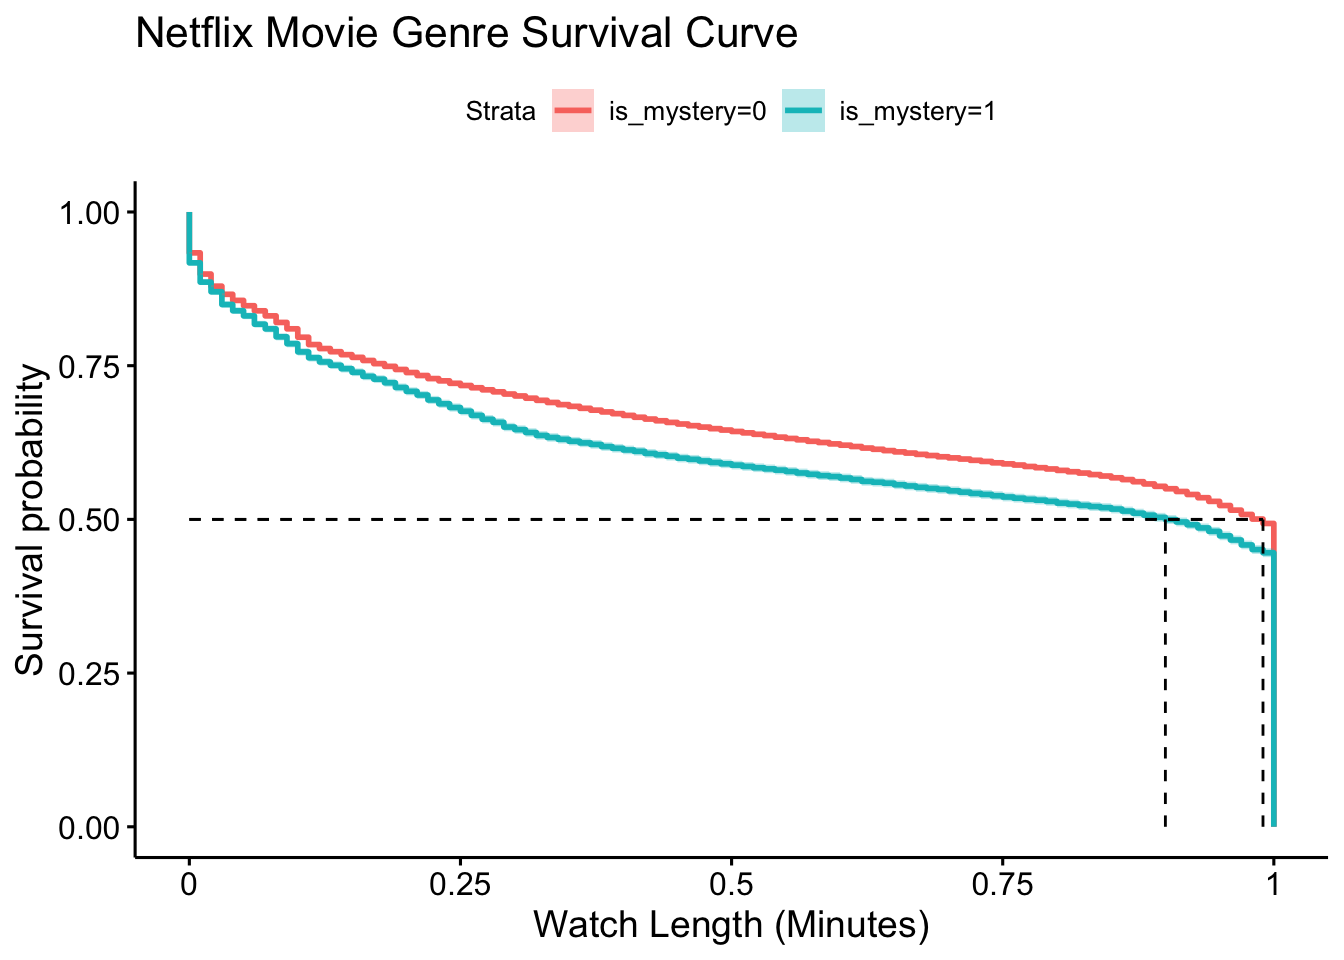 Netflix Movie Genre Survival Curve
Strata is_mystery=0 is_mystery=1
Survival probability
1.00
0.75
0.50
0.25
0.00
0 0.25 0.5 0.75 1
Watch Length (Minutes)